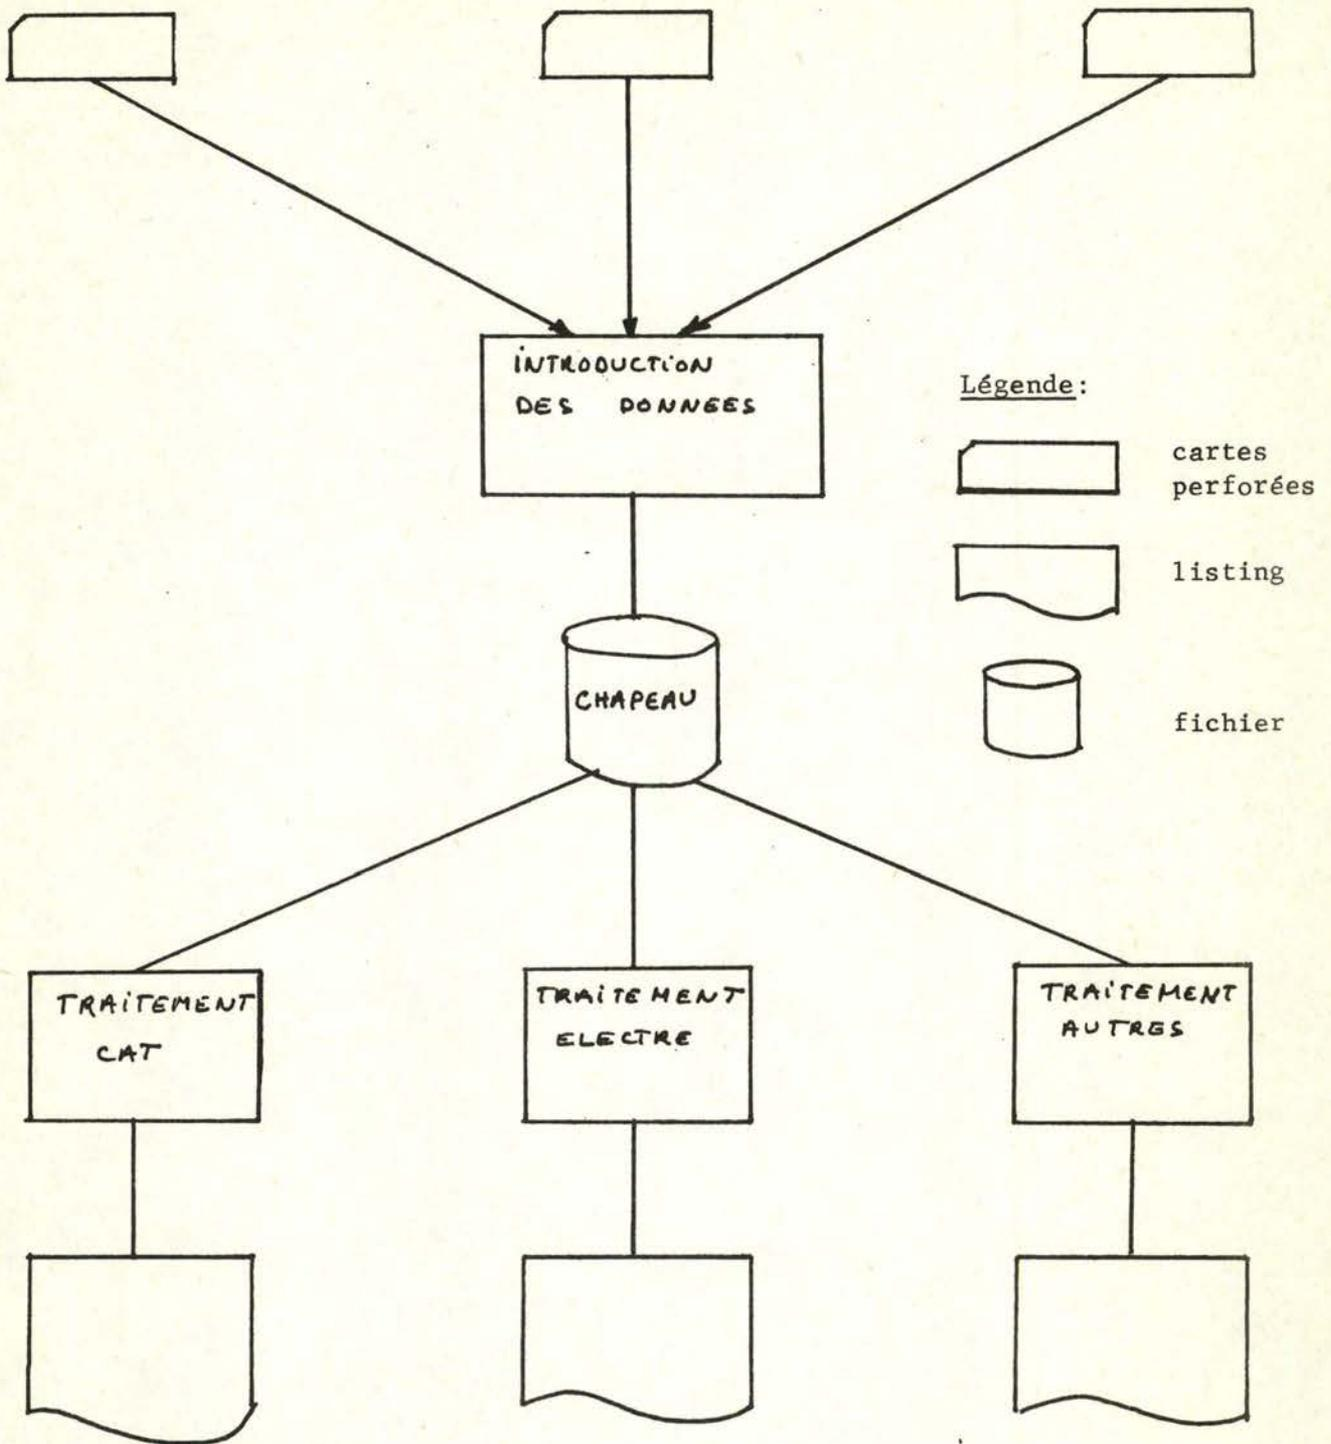 iNTRODUCTiON
DES DONNEES
Légende:
cartes
perforées
listing
fichier
CHAPEAU
TRAiTEMENT
CAT
TRAiTEMENT
ELECTRE
TRAiTEMENT
AUTRES